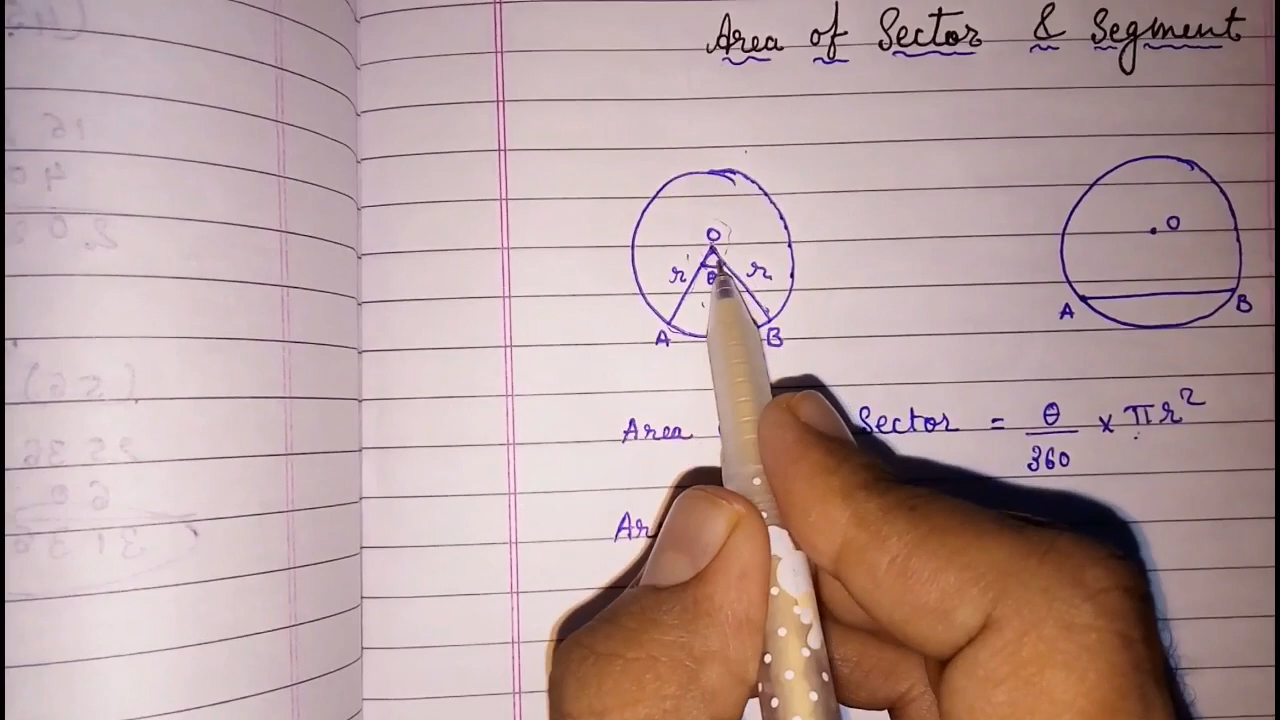 Area of Sector & Segment
O
r θ r
A B
O
A B
Area Sector = θ/360 × πr²
Ar